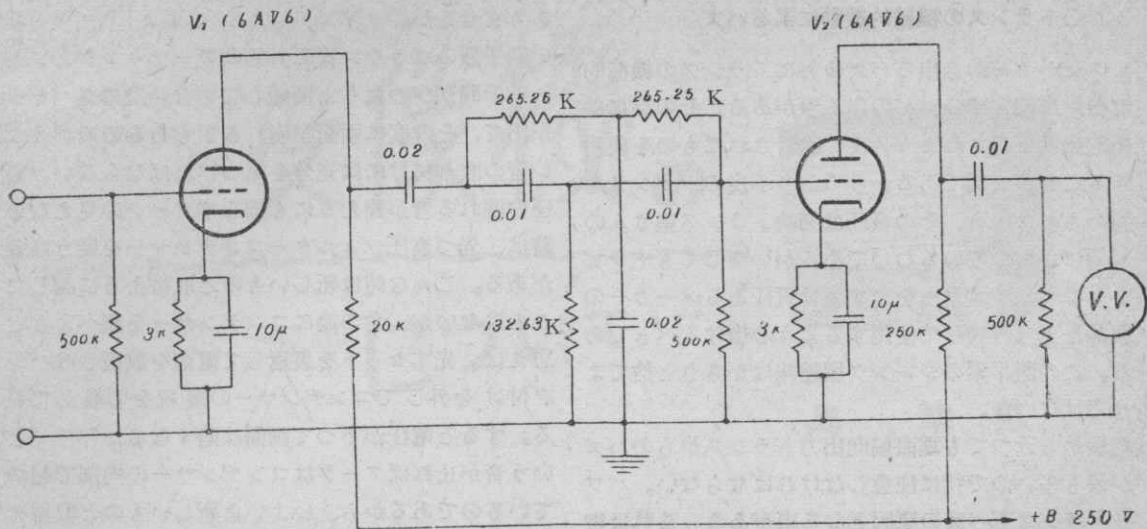 V₁ (6AV6)
V₂ (6AV6)
265.25 K
265.25 K
0.02
0.01
0.01
0.01
500K
3K
10μ
20K
132.63K
0.02
500K
3K
10μ
250K
500K
V.V.
+B 250 V